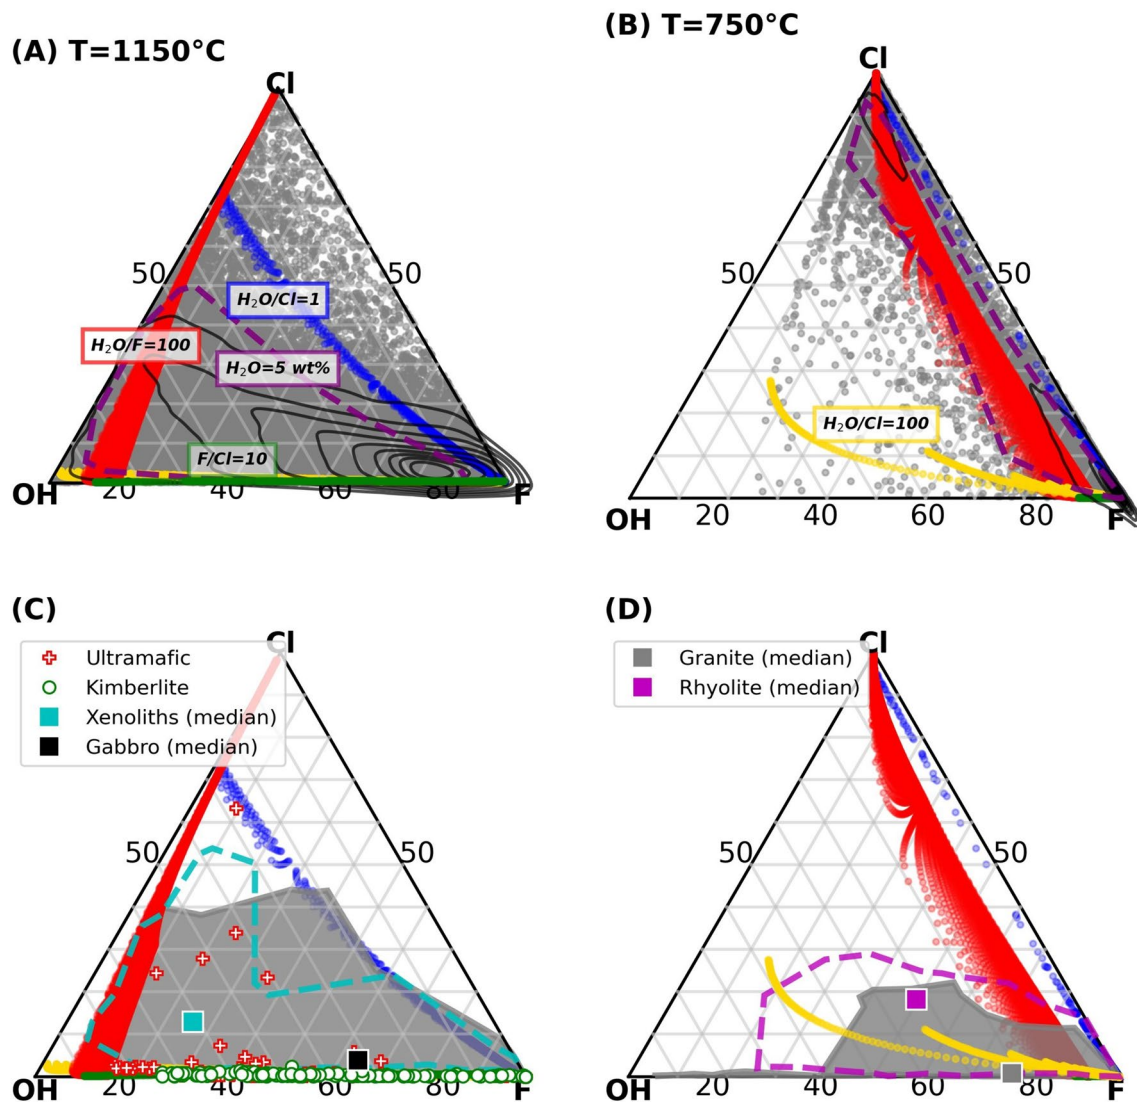 (A) T=1150°C
Cl
50
50
H₂O/Cl=1
H₂O/F=100
H₂O=5 wt%
F/Cl=10
OH
20
40
60
80
F
(B) T=750°C
Cl
50
50
H₂O/Cl=100
OH
20
40
60
80
F
(C)
Cl
Ultramafic
Kimberlite
Xenoliths (median)
Gabbro (median)
50
50
OH
20
40
60
80
F
(D)
Cl
Granite (median)
Rhyolite (median)
50
50
OH
20
40
60
80
F